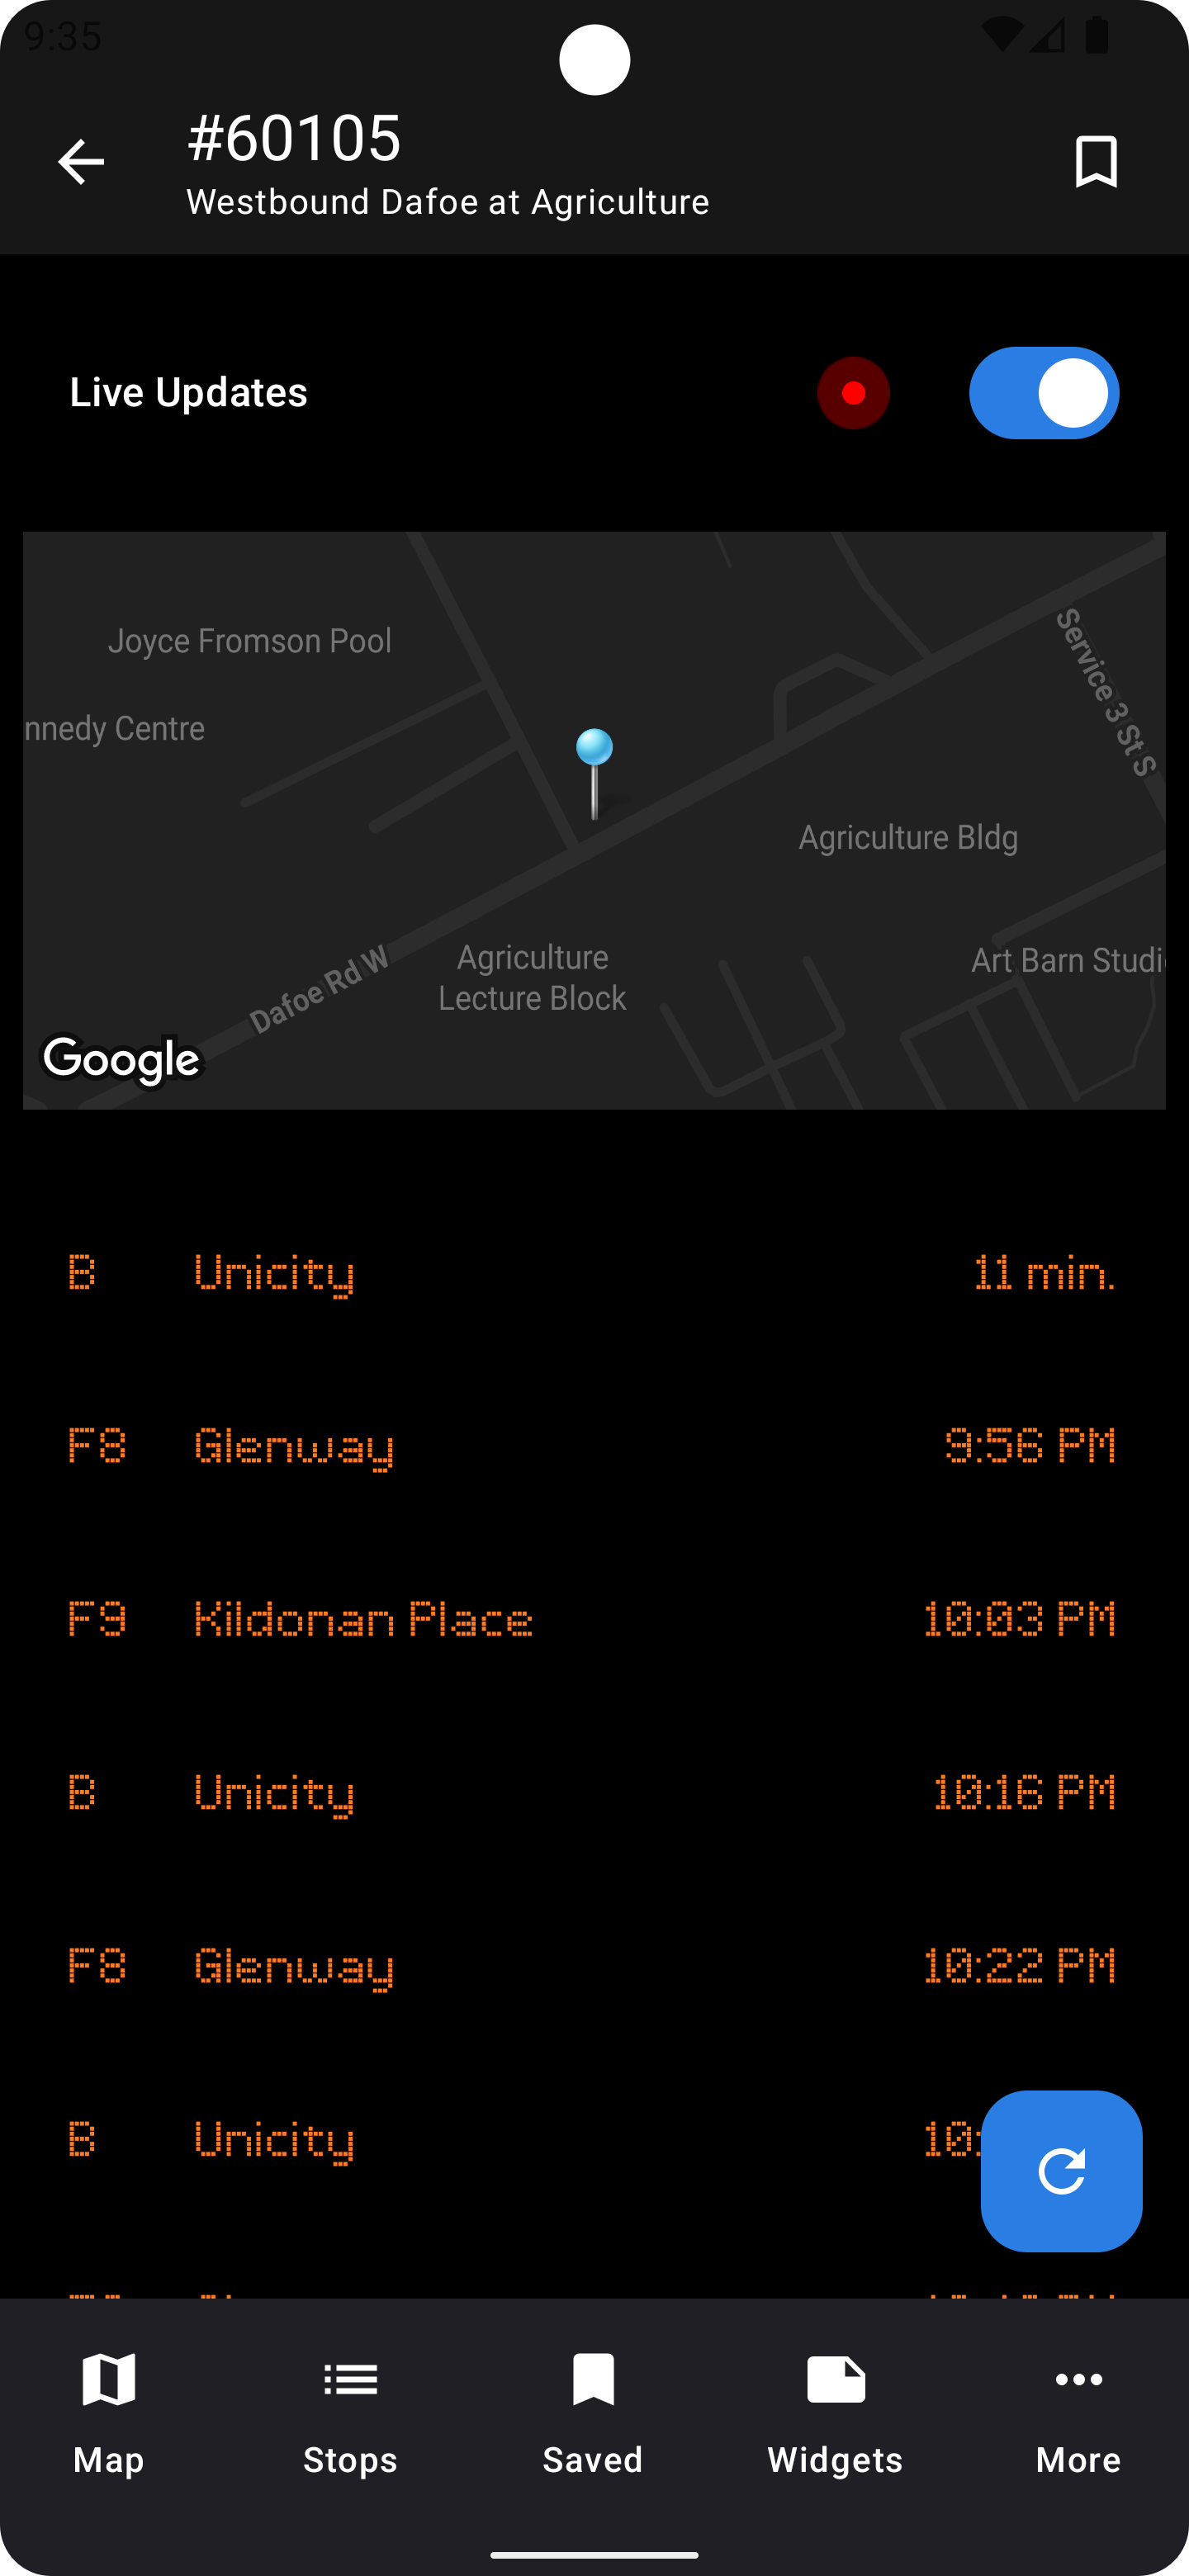 9:35
#60105
Westbound Dafoe at Agriculture
Live Updates
Joyce Fromson Pool
nnedy Centre
Service 3 St S
Agriculture Bldg
Agriculture
Lecture Block
Art Barn Studi
Dafoe Rd W
Google
B Unicity 11 min.
F8 Glenway 9:56 PM
F9 Kildonan Place 10:03 PM
B Unicity 10:16 PM
F8 Glenway 10:22 PM
B Unicity 10:
Map Stops Saved Widgets More